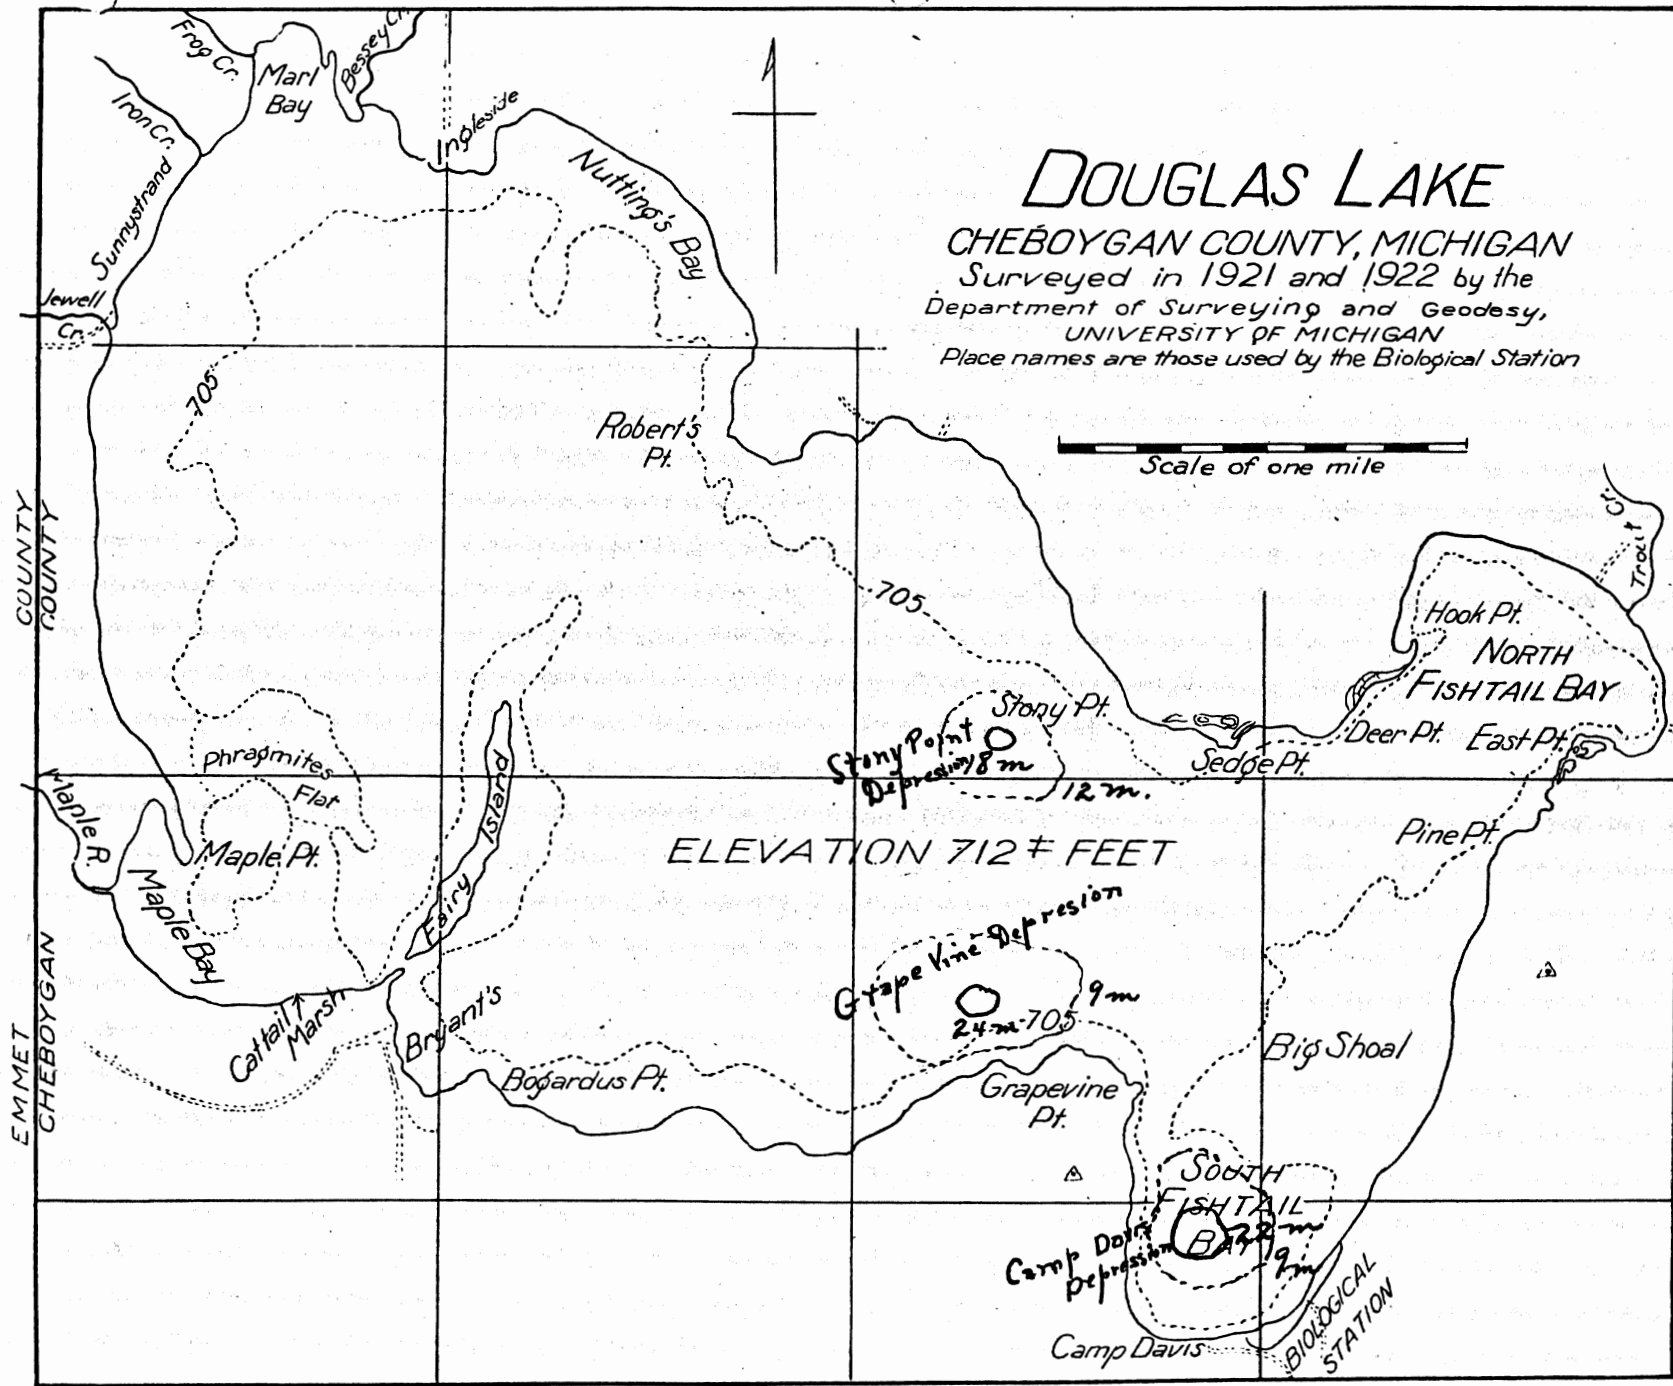 Frog Cr.
Marl
Bay
Bessey Cr.
Iron Cr.
Ingleside
Nutting's Bay
Sunnystrand
Jewell
Cr.
DOUGLAS LAKE
CHEBOYGAN COUNTY, MICHIGAN
Surveyed in 1921 and 1922 by the
Department of Surveying and Geodesy,
UNIVERSITY OF MICHIGAN
Place names are those used by the Biological Station
Scale of one mile
705
Robert's
Pt.
COUNTY
COUNTY
705
Trout Cr.
Hook Pt.
NORTH
FISHTAIL BAY
Stony Pt.
Stony Point
Depression 18 m
12 m.
Sedge Pt.
Deer Pt.
East Pt.
Phragmites
Flat
Maple R.
Maple Pt.
Maple Bay
Fairy Island
ELEVATION 712 ± FEET
Pine Pt.
Grape Vine Depresion
9 m
24 m
705
EMMET
CHEBOYGAN
Cattail
Marsh
Bryant's
Bogardus Pt.
Grapevine
Pt.
Big Shoal
SOUTH
FISHTAIL
BAY
22 m
9 m
Camp Davis
Depression
Camp Davis
BIOLOGICAL
STATION